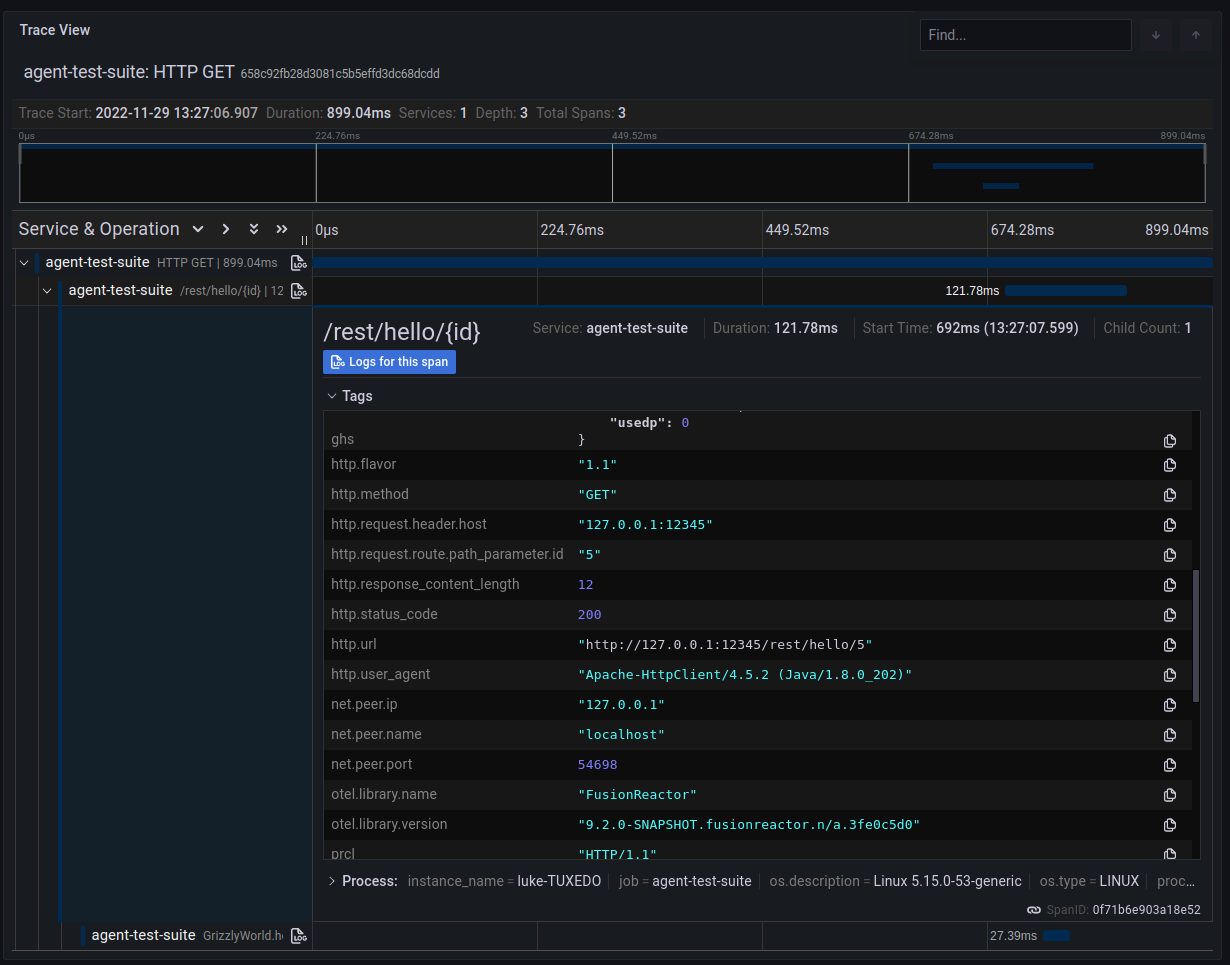 Trace View
Find...
agent-test-suite: HTTP GET 658c92fb28d3081c5b5effd3dc68dcdd
Trace Start: 2022-11-29 13:27:06.907 Duration: 899.04ms Services: 1 Depth: 3 Total Spans: 3
0μs 224.76ms 449.52ms 674.28ms 899.04ms
Service & Operation 0μs 224.76ms 449.52ms 674.28ms 899.04ms
agent-test-suite HTTP GET | 899.04ms LOG
agent-test-suite /rest/hello/{id} | 12 LOG 121.78ms
/rest/hello/{id} Service: agent-test-suite Duration: 121.78ms Start Time: 692ms (13:27:07.599) Child Count: 1
LOG Logs for this span
Tags
"usedp": 0
ghs }
http.flavor "1.1"
http.method "GET"
http.request.header.host "127.0.0.1:12345"
http.request.route.path_parameter.id "5"
http.response_content_length 12
http.status_code 200
http.url "http://127.0.0.1:12345/rest/hello/5"
http.user_agent "Apache-HttpClient/4.5.2 (Java/1.8.0_202)"
net.peer.ip "127.0.0.1"
net.peer.name "localhost"
net.peer.port 54698
otel.library.name "FusionReactor"
otel.library.version "9.2.0-SNAPSHOT.fusionreactor.n/a.3fe0c5d0"
prcl "HTTP/1.1"
Process: instance_name = luke-TUXEDO job = agent-test-suite os.description = Linux 5.15.0-53-generic os.type = LINUX proc...
SpanID: 0f71b6e903a18e52
agent-test-suite GrizzlyWorld.h LOG 27.39ms